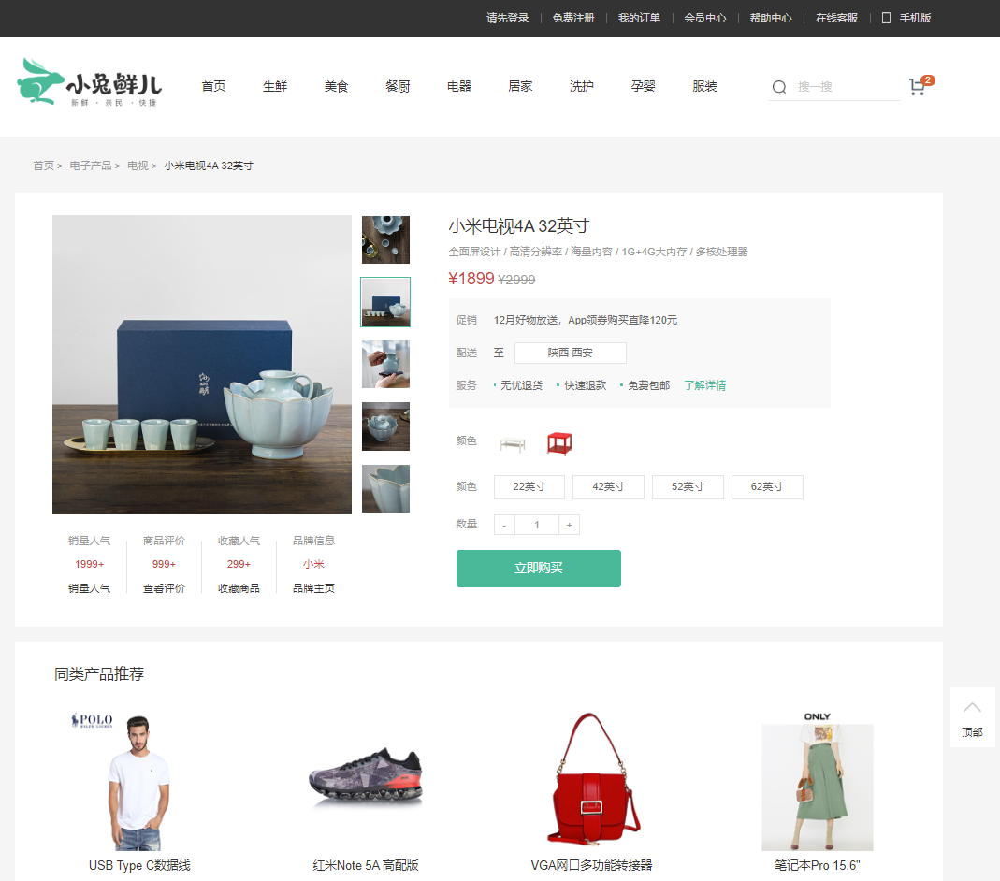 请先登录 免费注册 我的订单 会员中心 帮助中心 在线客服 手机版
小兔鲜儿
新鲜 · 亲民 · 快捷
首页 生鲜 美食 餐厨 电器 居家 洗护 孕婴 服装
搜一搜
2
首页 > 电子产品 > 电视 > 小米电视4A 32英寸
小米电视4A 32英寸
全面屏设计 / 高清分辨率 / 海量内容 / 1G+4G大内存 / 多核处理器
¥1899 ¥2999
促销 12月好物放送，App领券购买直降120元
配送 至 陕西 西安
服务 · 无忧退货 · 快速退款 · 免费包邮 了解详情
颜色
颜色 22英寸 42英寸 52英寸 62英寸
数量 - 1 +
立即购买
销量人气 商品评价 收藏人气 品牌信息
1999+ 999+ 299+ 小米
销量人气 查看评价 收藏商品 品牌主页
同类产品推荐
POLO
RALPH LAUREN
ONLY
顶部
USB Type C数据线 红米Note 5A 高配版 VGA网口多功能转接器 笔记本Pro 15.6"